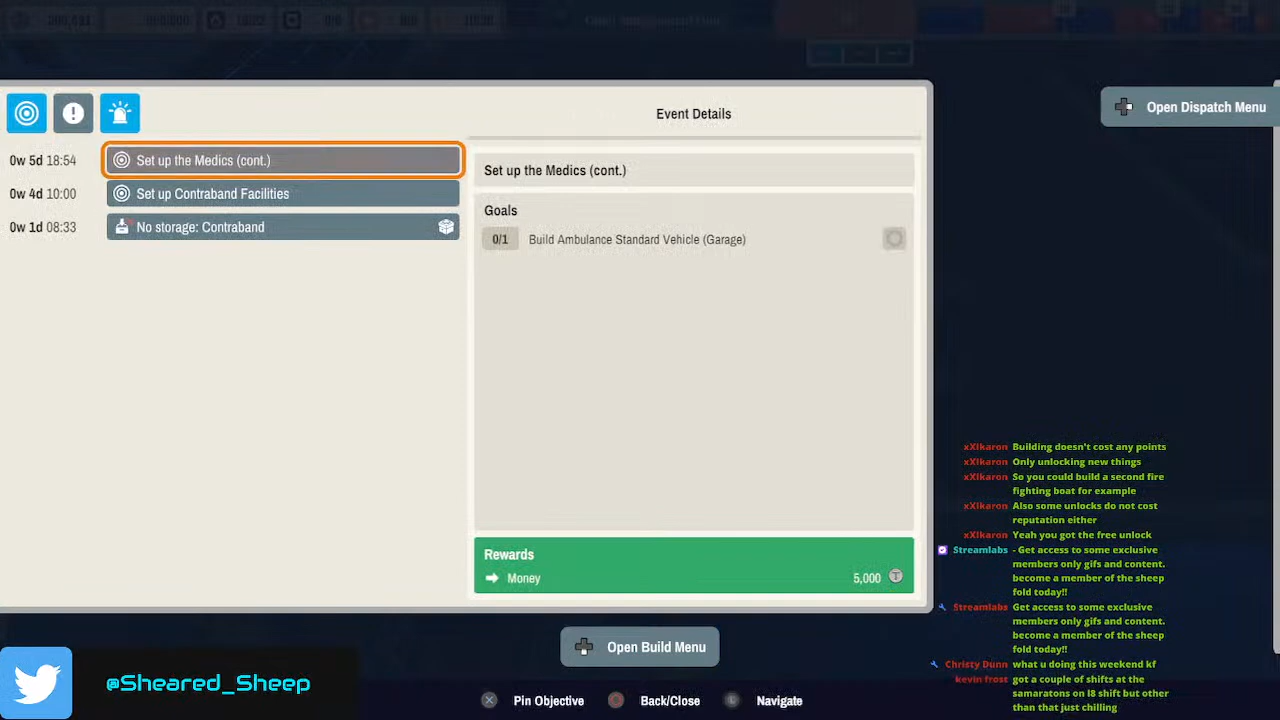 Open Dispatch Menu
Event Details
0w 5d 18:54 Set up the Medics (cont.)
0w 4d 10:00 Set up Contraband Facilities
0w 1d 08:33 No storage: Contraband
Set up the Medics (cont.)
Goals
0/1 Build Ambulance Standard Vehicle (Garage)
Rewards
Money 5,000
Open Build Menu
Pin Objective Back/Close Navigate
@Sheared_Sheep
xXIkaron Building doesn't cost any points
xXIkaron Only unlocking new things
xXIkaron So you could build a second fire
fighting boat for example
xXIkaron Also some unlocks do not cost
reputation either
xXIkaron Yeah you got the free unlock
Streamlabs - Get access to some exclusive
members only gifs and content.
become a member of the sheep
fold today!!
Streamlabs Get access to some exclusive
members only gifs and content.
become a member of the sheep
fold today!!
Christy Dunn what u doing this weekend kf
kevin frost got a couple of shifts at the
samaratons on l8 shift but other
than that just chilling